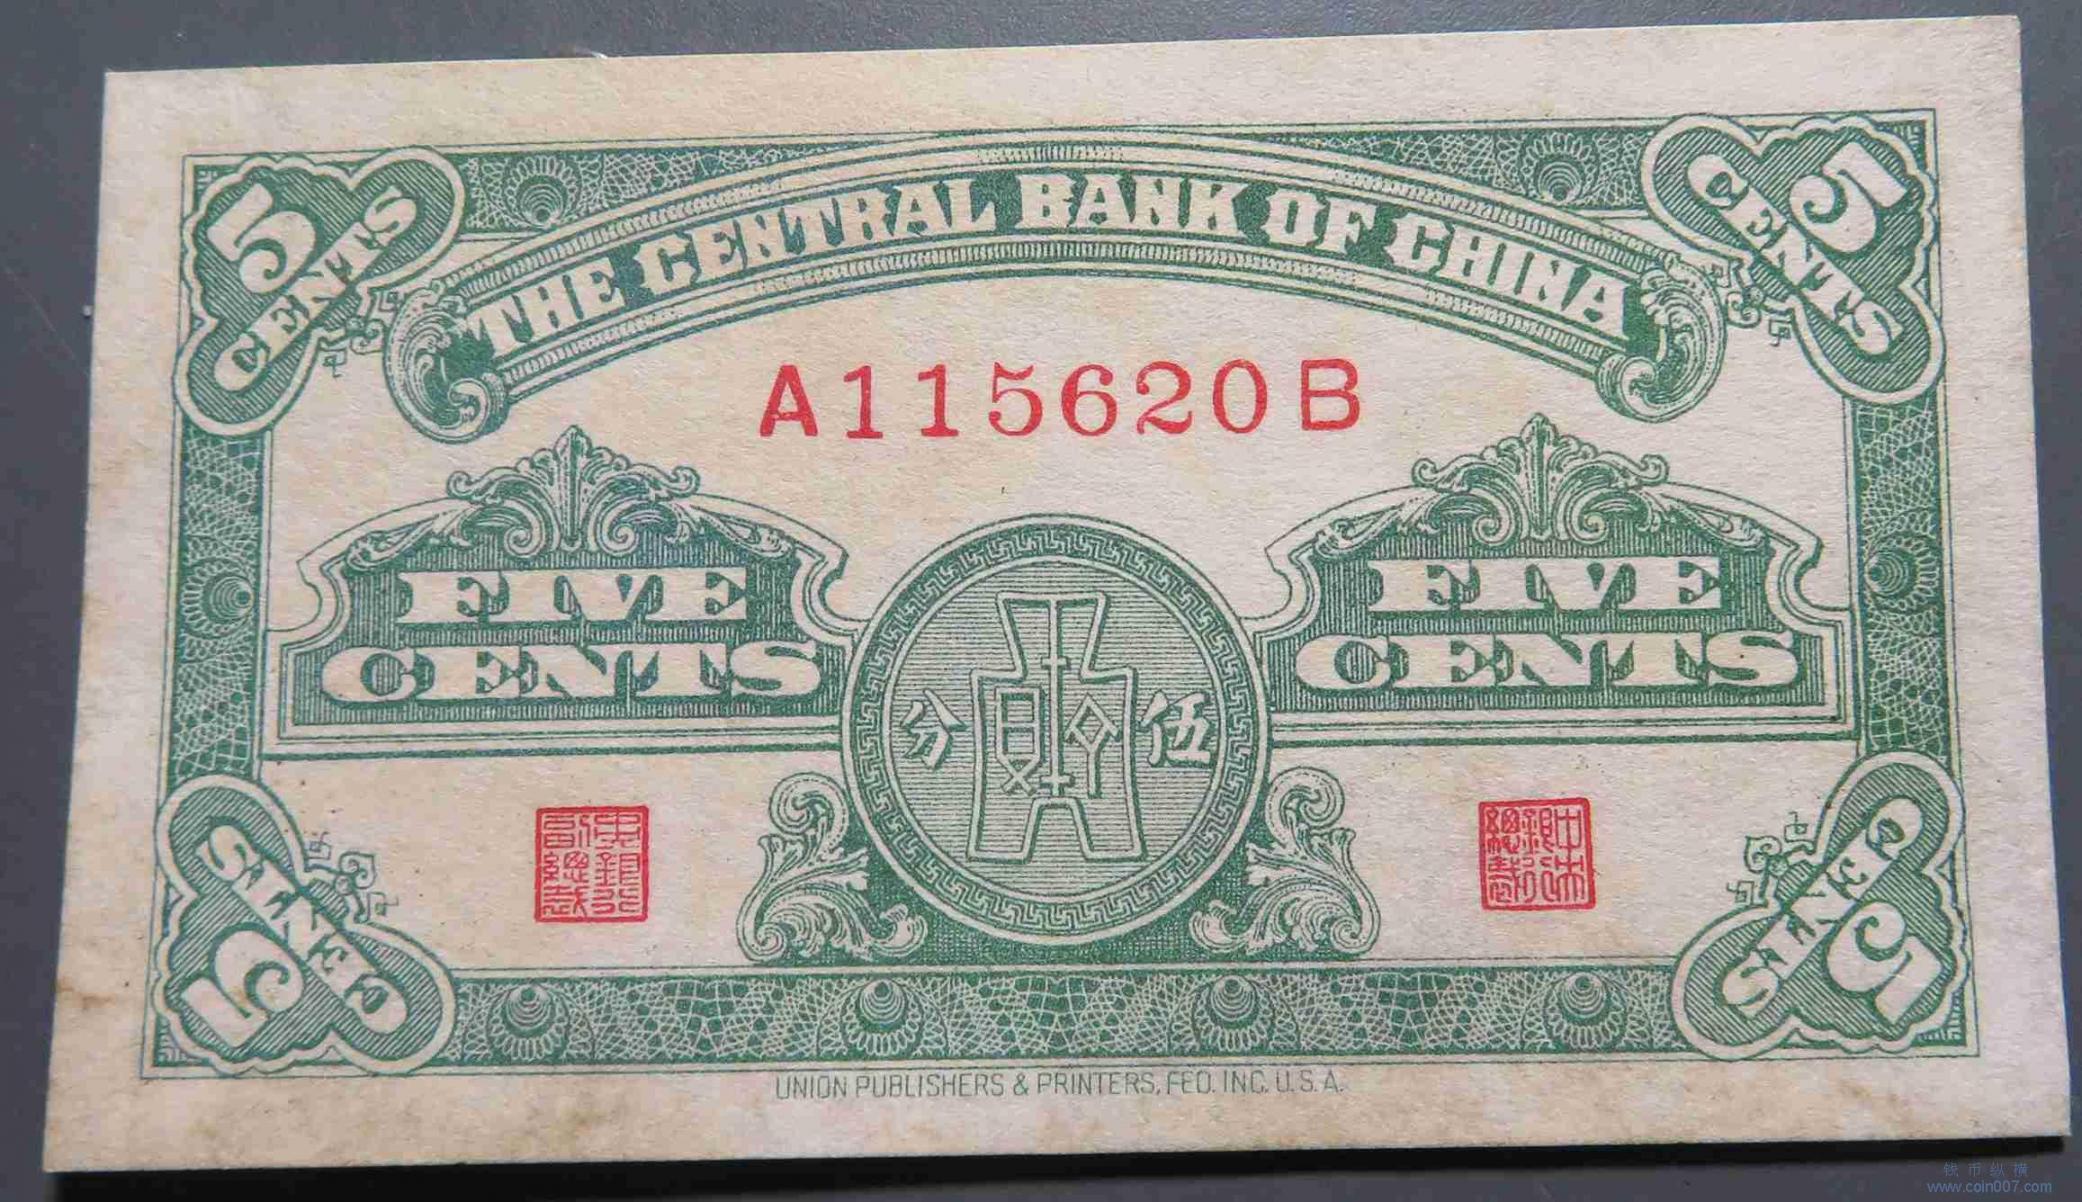 5 CENTS
5 CENTS
THE CENTRAL BANK OF CHINA
A115620B
FIVE
CENTS
FIVE
CENTS
分 伍
5 CENTS
5 CENTS
UNION PUBLISHERS & PRINTERS, FED. INC. U. S. A.
钱币纵横
www.coin007.com